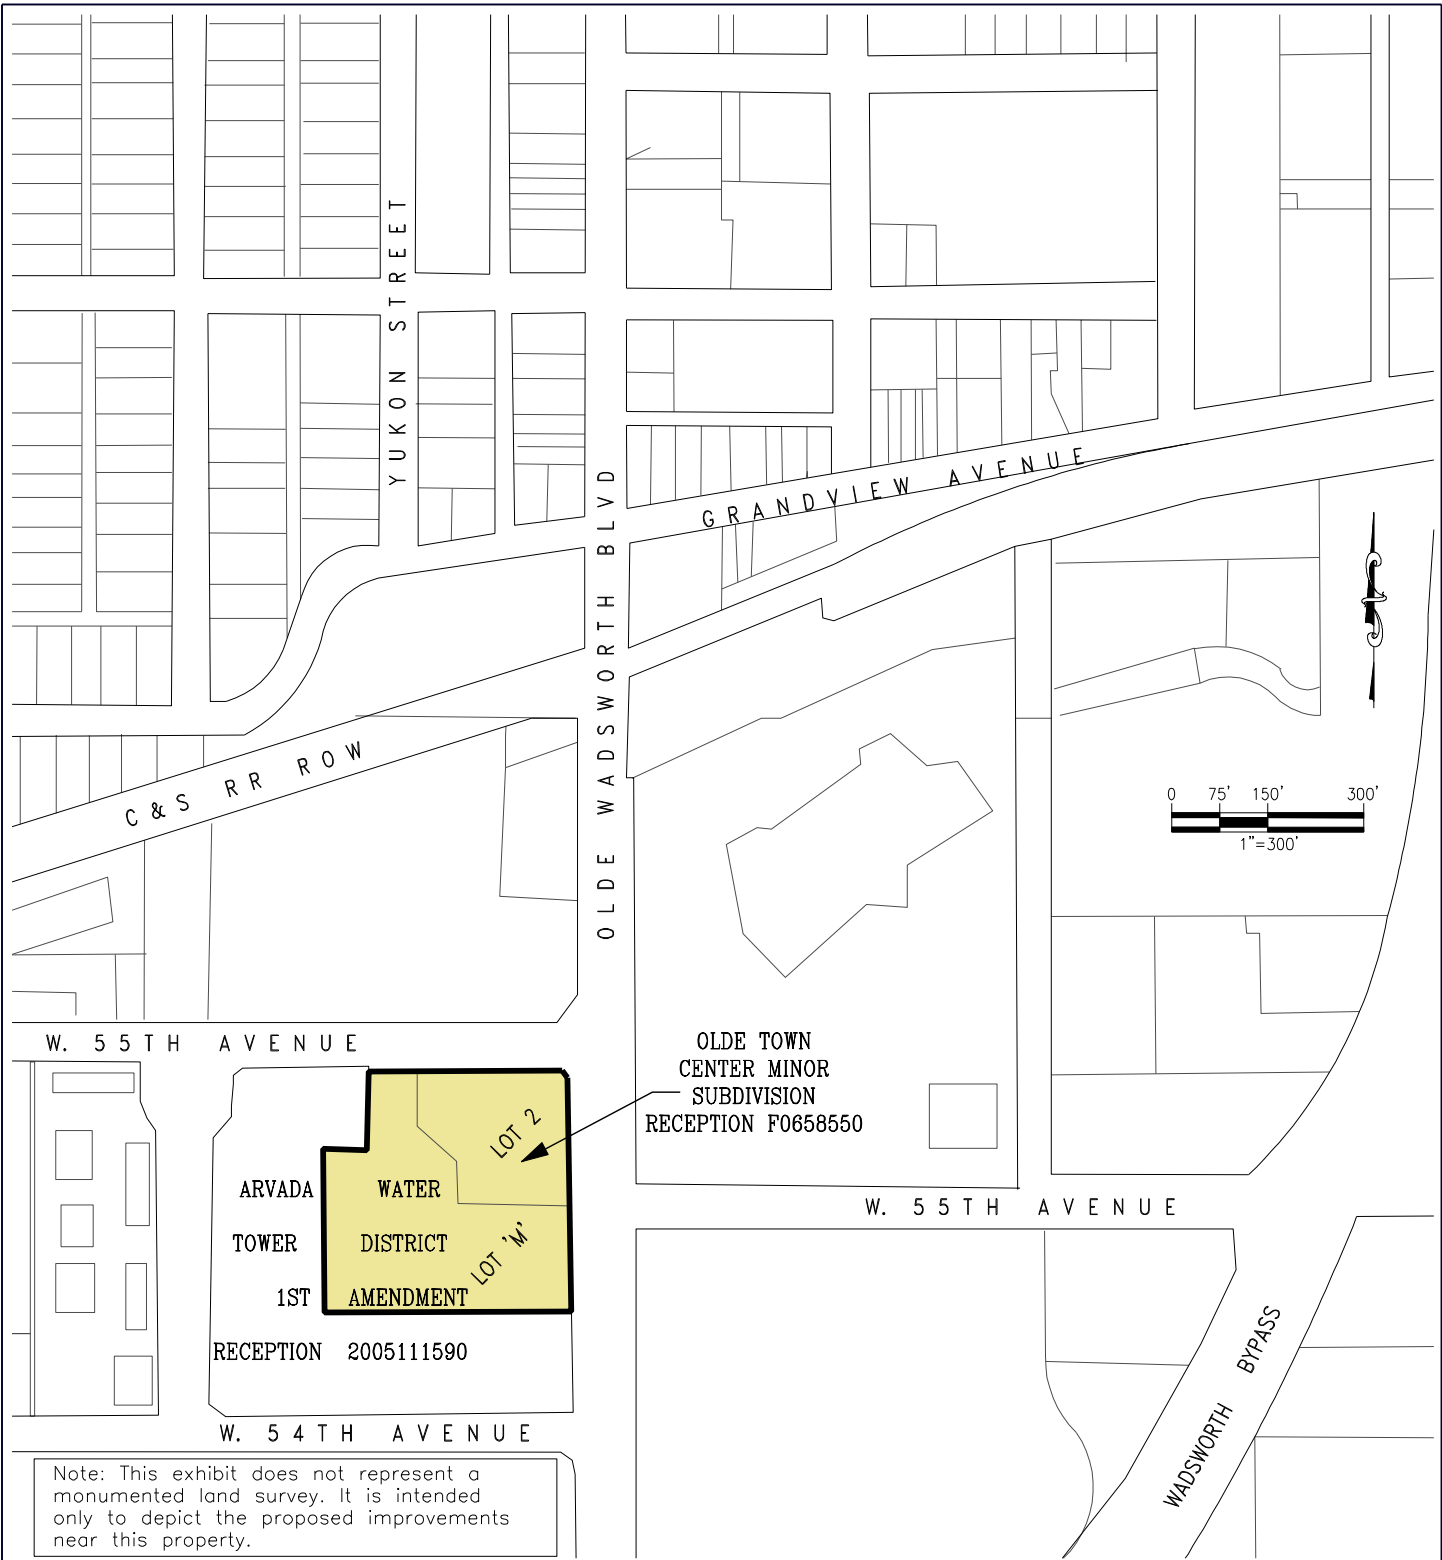 YUKON STREET
GRANDVIEW AVENUE
OLDE WADSWORTH BLVD
C&S RR ROW
0 75' 150' 300'
1"=300'
W. 55TH AVENUE
OLDE TOWN
CENTER MINOR
SUBDIVISION
RECEPTION F0658550
LOT 2
ARVADA WATER
TOWER DISTRICT
1ST AMENDMENT
RECEPTION 2005111590
LOT 'M'
W. 55TH AVENUE
WADSWORTH BYPASS
W. 54TH AVENUE
Note: This exhibit does not represent a
monumented land survey. It is intended
only to depict the proposed improvements
near this property.